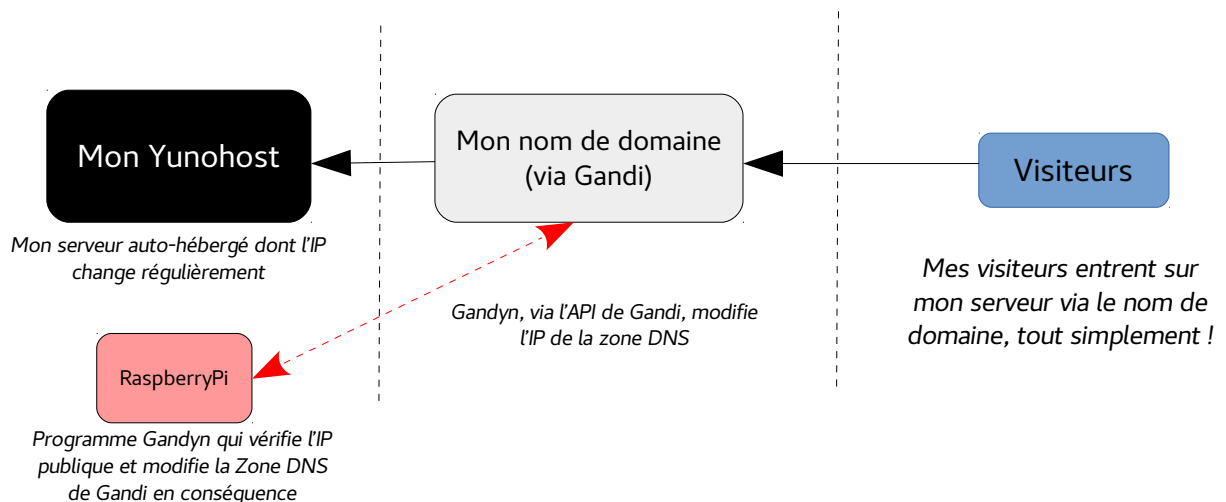 Mon Yunohost
Mon serveur auto-hébergé dont l'IP
change régulièrement
RaspberryPi
Programme Gandyn qui vérifie l'IP
publique et modifie la Zone DNS
de Gandi en conséquence
Mon nom de domaine
(via Gandi)
Gandyn, via l'API de Gandi, modifie
l'IP de la zone DNS
Visiteurs
Mes visiteurs entrent sur
mon serveur via le nom de
domaine, tout simplement !